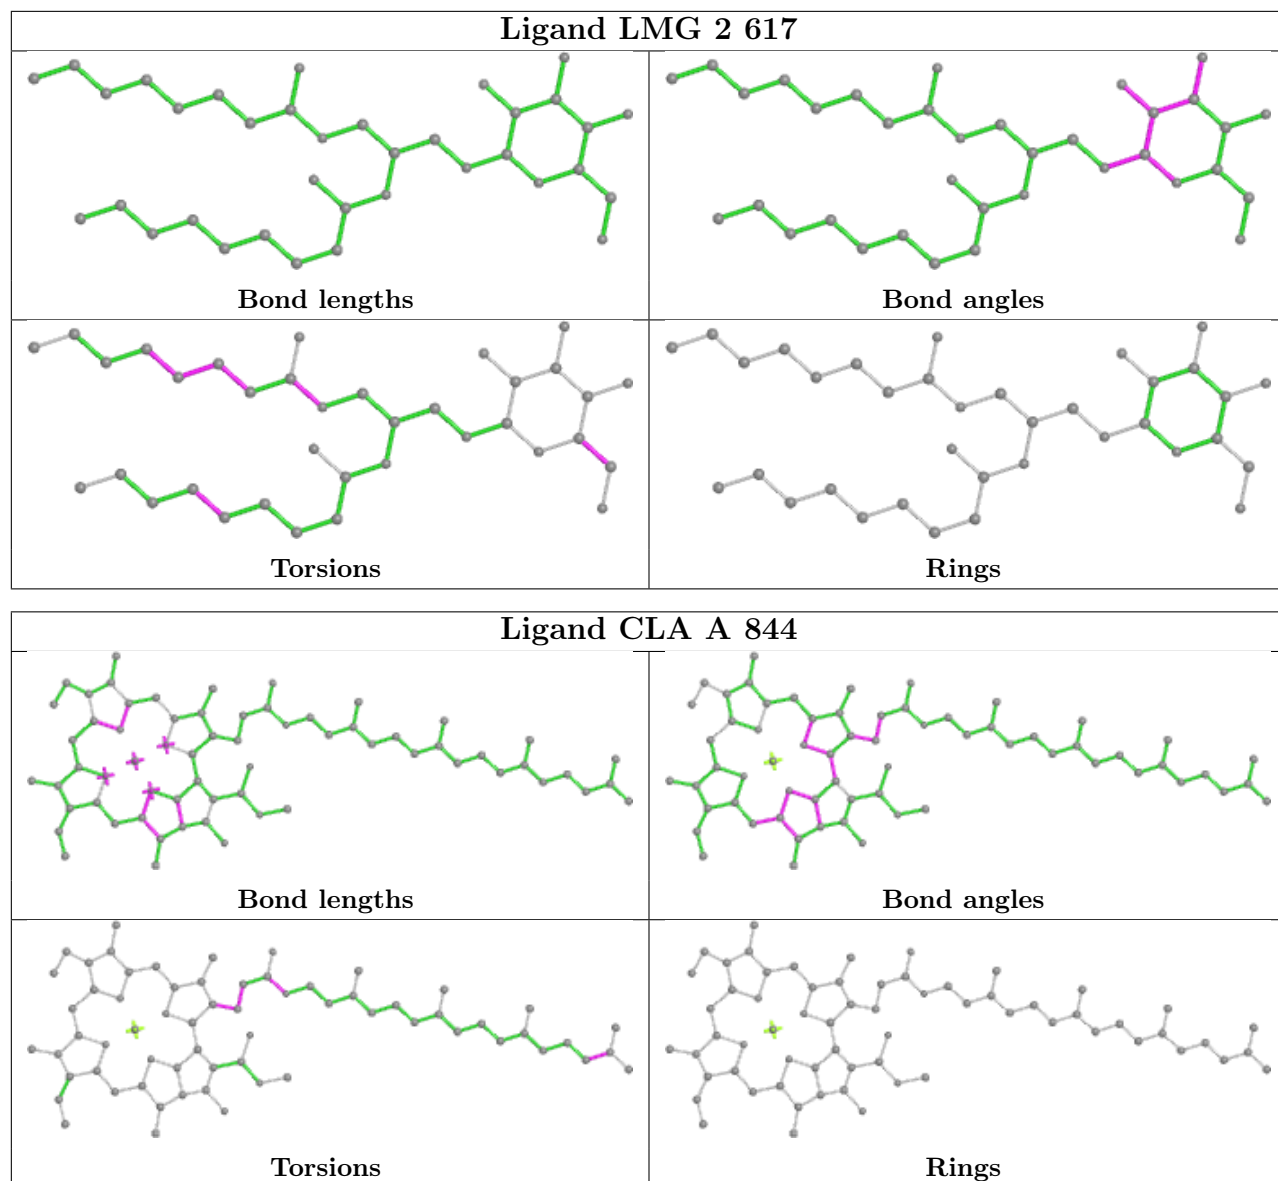 Ligand LMG 2 617
Bond lengths
Bond angles
Torsions
Rings
Ligand CLA A 844
Bond lengths
Bond angles
Torsions
Rings